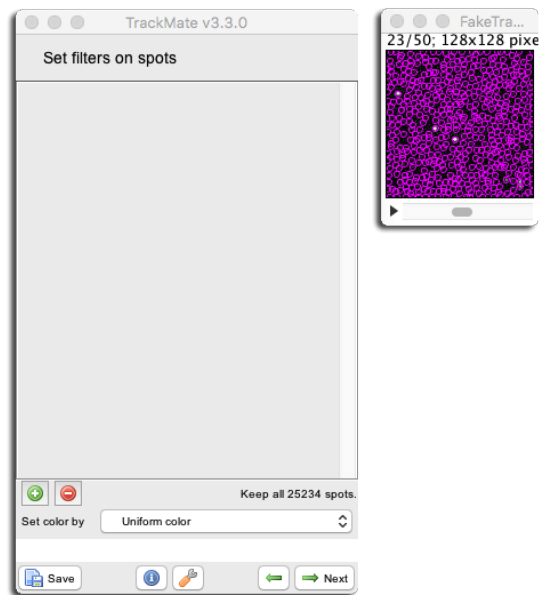 TrackMate v3.3.0
Set filters on spots
Keep all 25234 spots.
Set color by Uniform color
Save Next
FakeTra...
23/50; 128x128 pixe